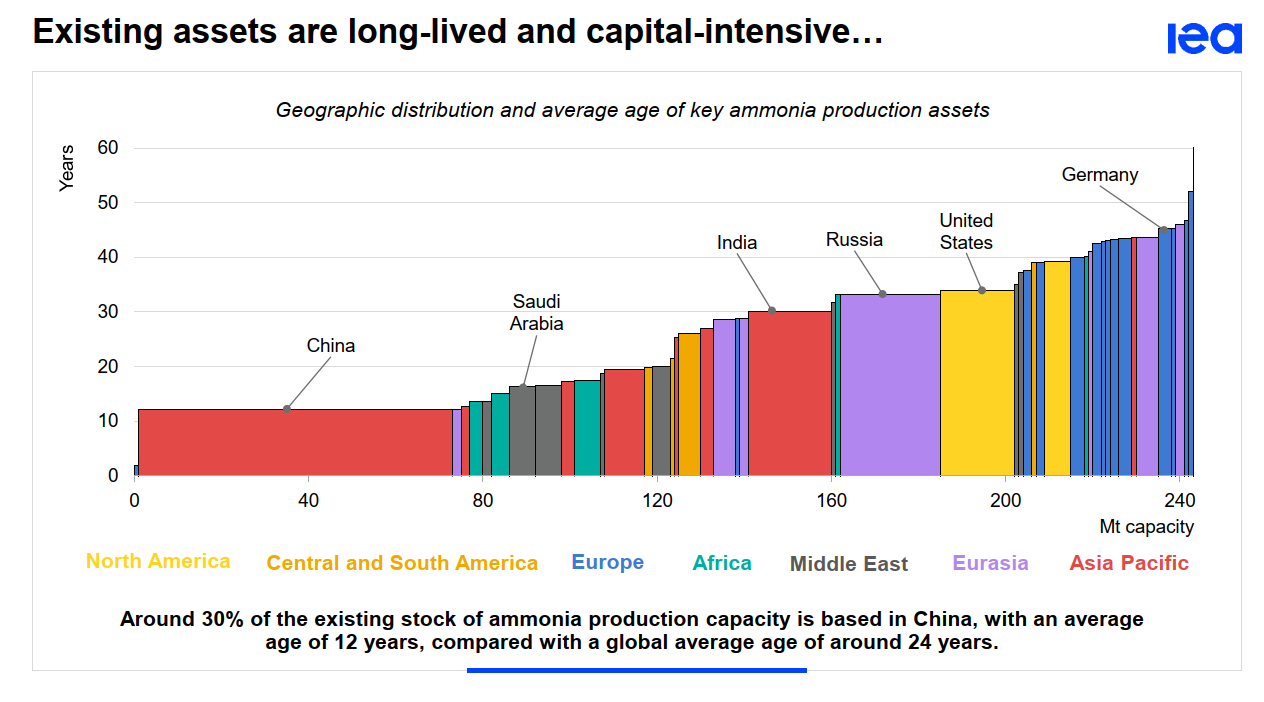 Existing assets are long-lived and capital-intensive…
iea
Geographic distribution and average age of key ammonia production assets
Years
60
50
40
30
20
10
0
China
Saudi
Arabia
India
Russia
United
States
Germany
0 40 80 120 160 200 240
Mt capacity
North America Central and South America Europe Africa Middle East Eurasia Asia Pacific
Around 30% of the existing stock of ammonia production capacity is based in China, with an average
age of 12 years, compared with a global average age of around 24 years.